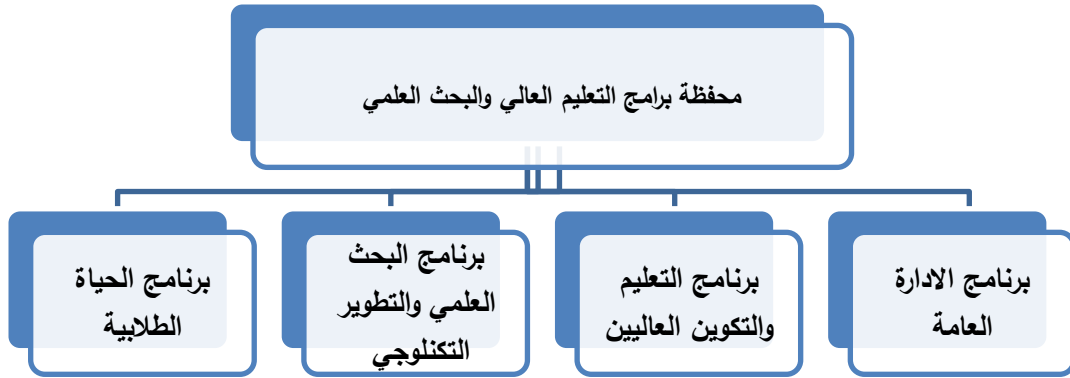 محفظة برامج التعليم العالي والبحث العلمي
برنامج الادارة
العامة
برنامج التعليم
والتكوين العاليين
برنامج البحث
العلمي والتطوير
التكنلوجي
برنامج الحياة
الطلابية